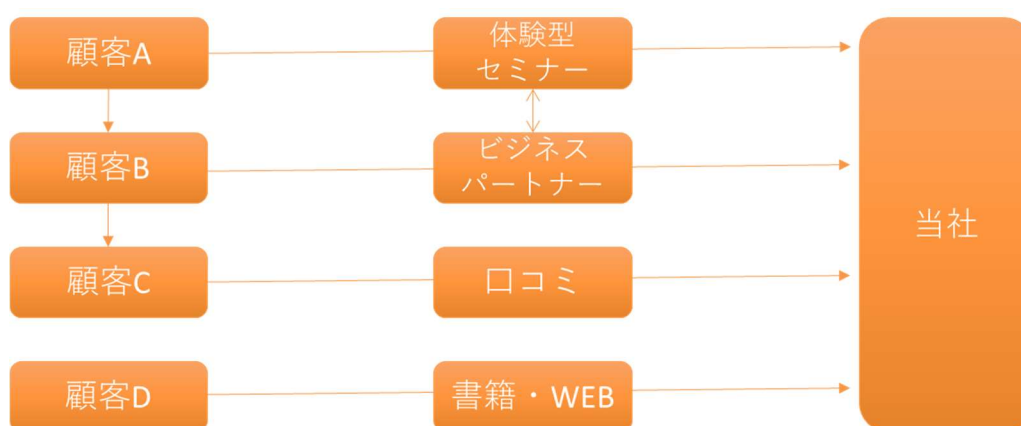 顧客A
体験型
セミナー
顧客B
ビジネス
パートナー
当社
顧客C
口コミ
顧客D
書籍・WEB